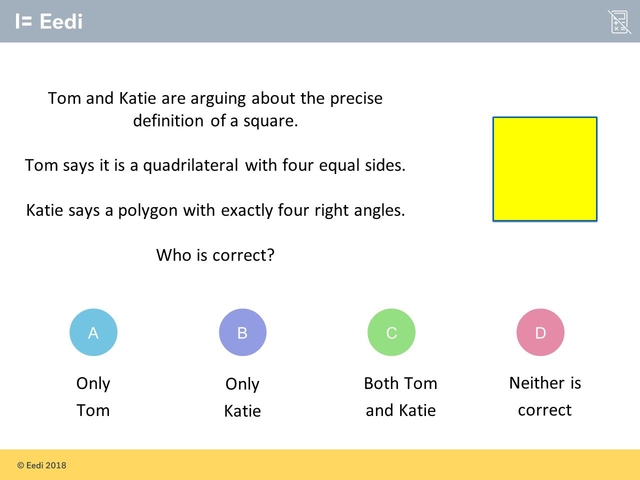 Eedi
Tom and Katie are arguing about the precise
definition of a square.
Tom says it is a quadrilateral with four equal sides.
Katie says a polygon with exactly four right angles.
Who is correct?
A
B
C
D
Only
Tom
Only
Katie
Both Tom
and Katie
Neither is
correct
© Eedi 2018